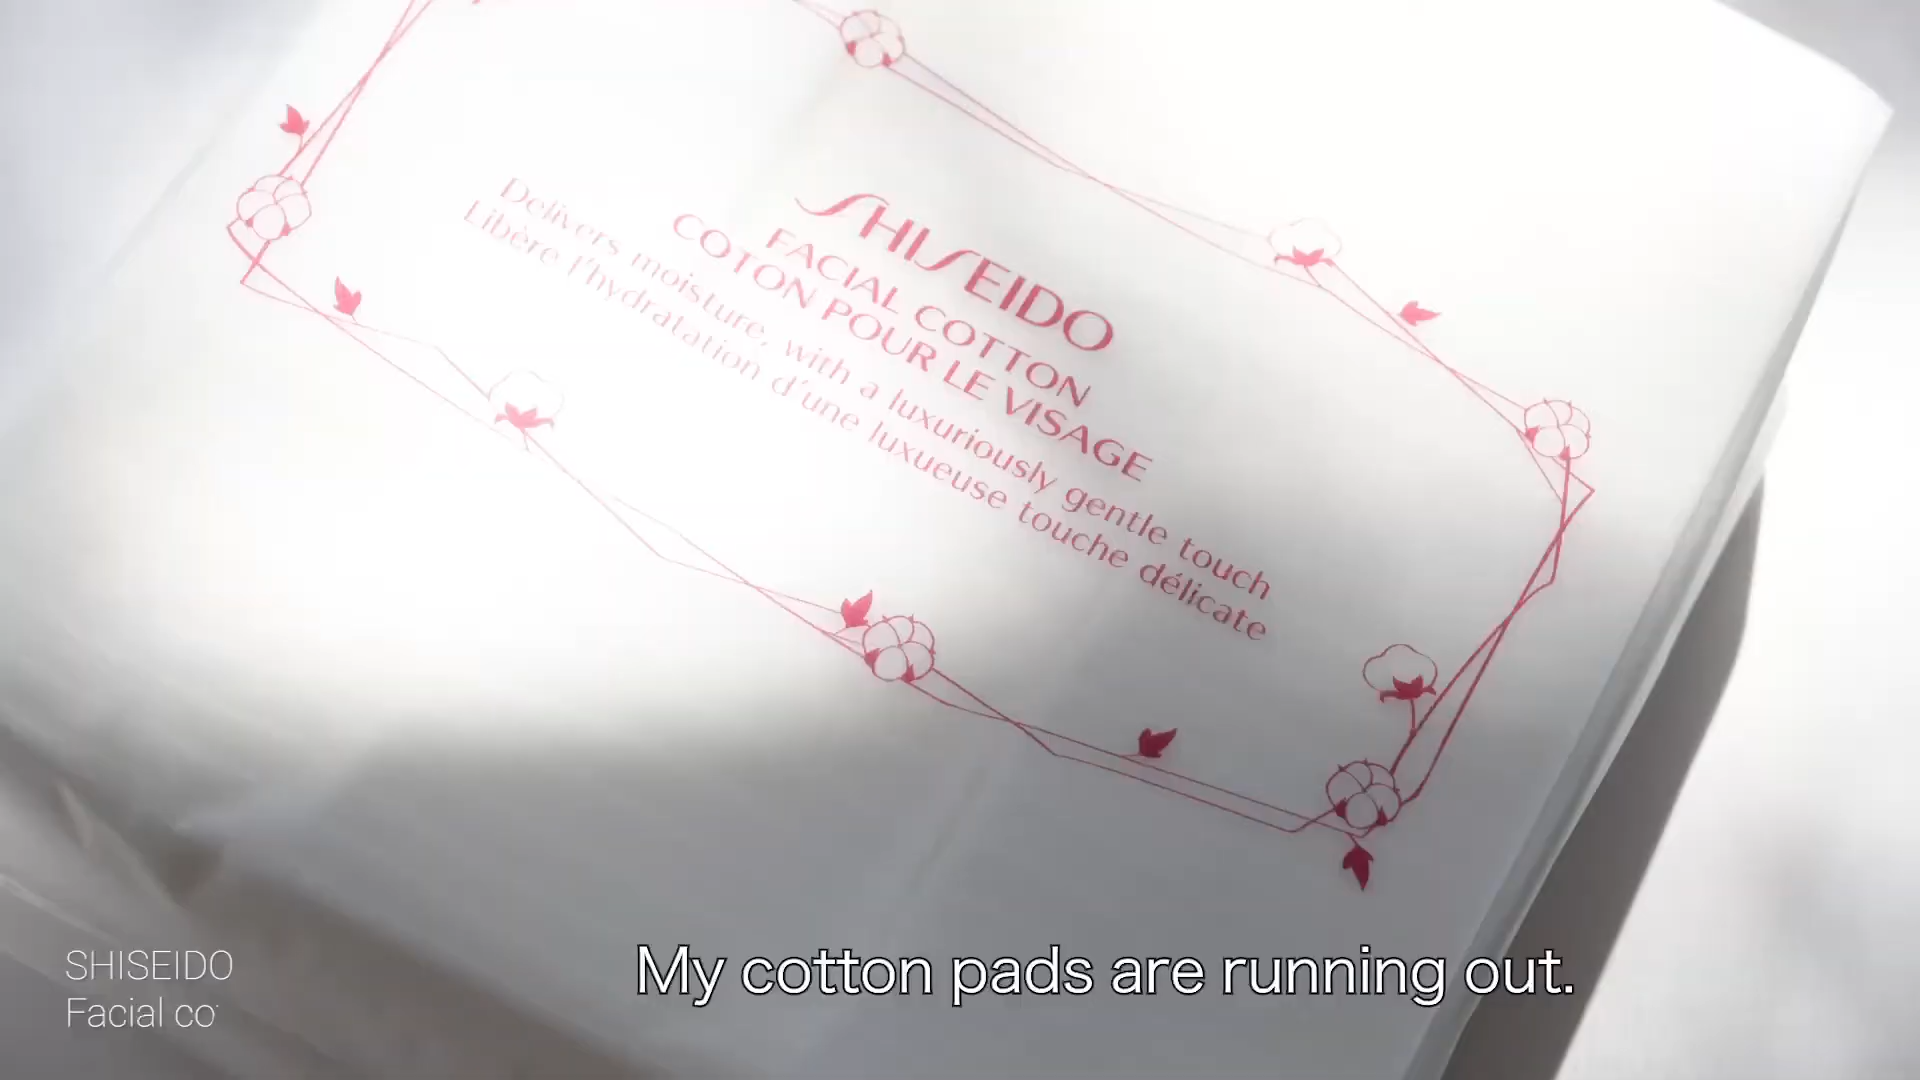 SHISEIDO
FACIAL COTTON
COTON POUR LE VISAGE
Delivers moisture, with a luxuriously gentle touch
Libère l'hydratation d'une luxueuse touche délicate
SHISEIDO
Facial co
My cotton pads are running out.